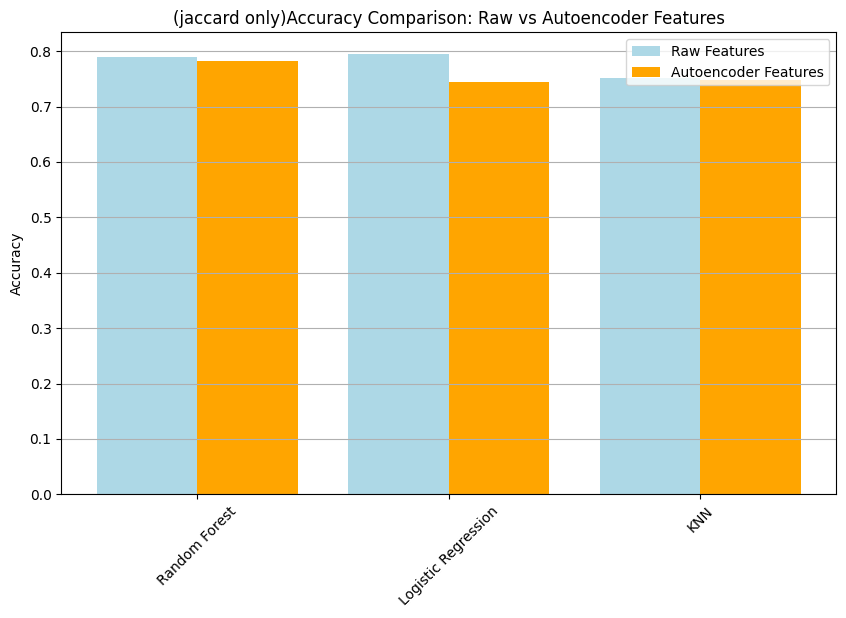 (jaccard only)Accuracy Comparison: Raw vs Autoencoder Features
Raw Features
Autoencoder Features
Accuracy
0.8
0.7
0.6
0.5
0.4
0.3
0.2
0.1
0.0
Random Forest
Logistic Regression
KNN